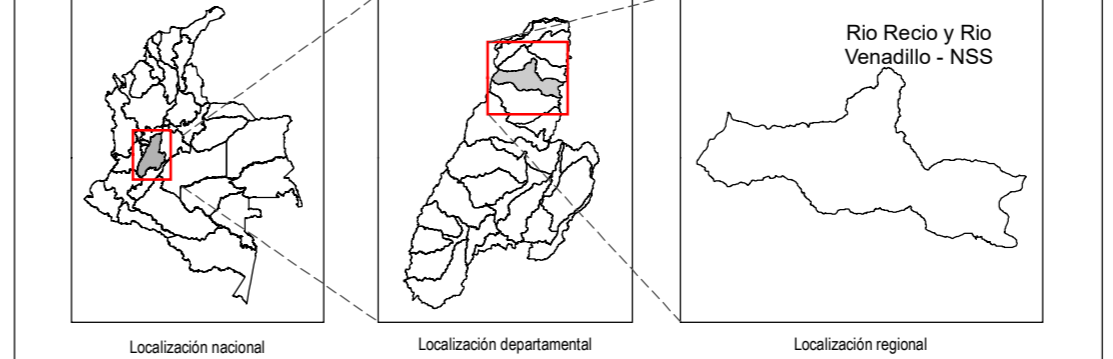 Rio Recio y Rio
Venadillo - NSS
Localización nacional
Localización departamental
Localización regional